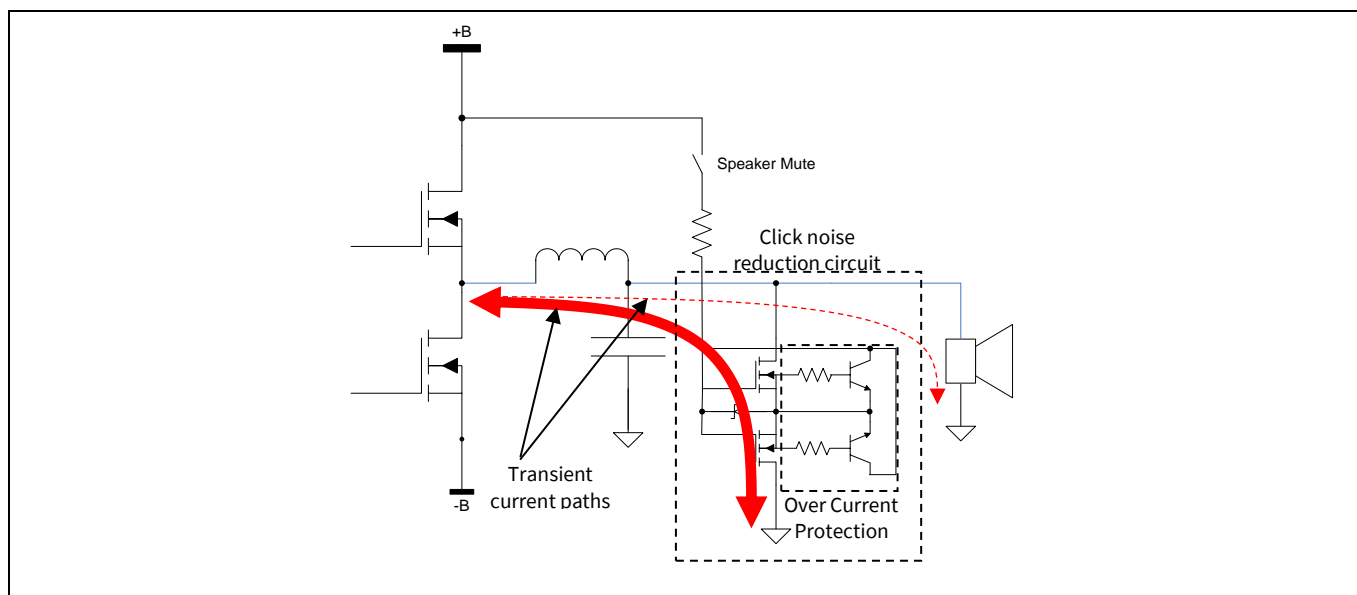 +B
Speaker Mute
Click noise
reduction circuit
Transient
current paths
-B
Over Current
Protection